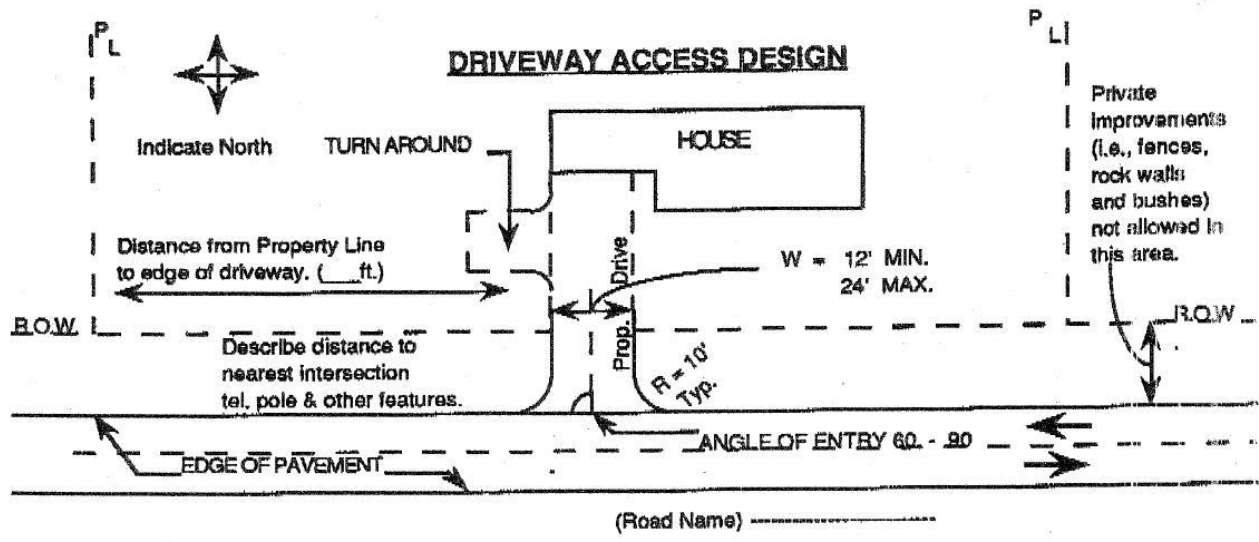 PL
PL
DRIVEWAY ACCESS DESIGN
Indicate North
TURN AROUND
HOUSE
Private
improvements
(i.e., fences,
rock walls
and bushes)
not allowed in
this area.
Distance from Property Line
to edge of driveway. (___ft.)
W = 12' MIN.
24' MAX.
Prop. Drive
R.O.W
R.O.W
Describe distance to
nearest intersection
tel. pole & other features.
R = 10'
Typ.
ANGLE OF ENTRY 60 - 90
EDGE OF PAVEMENT
(Road Name)